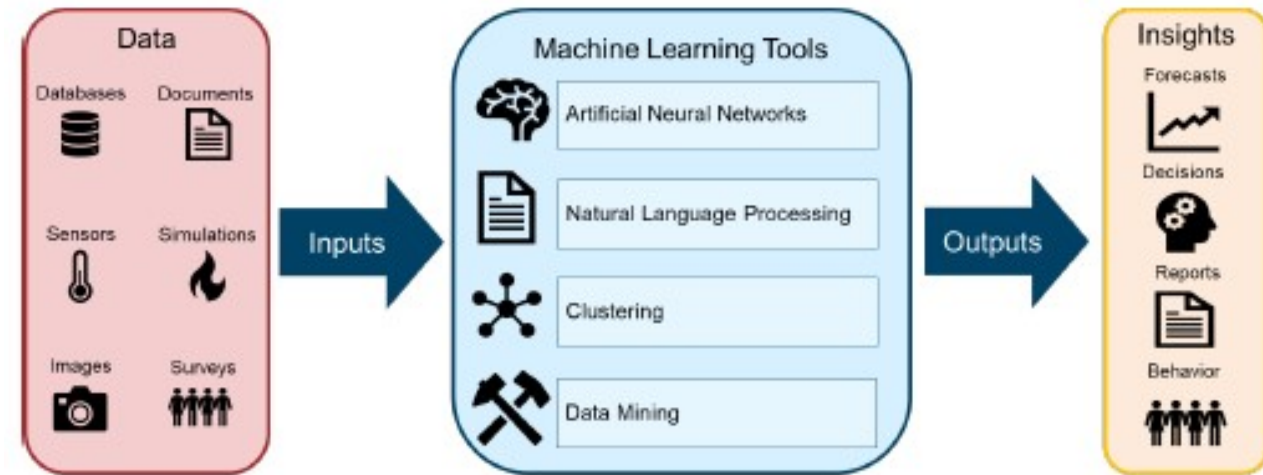 Data
Databases Documents
Sensors Simulations
Images Surveys
Inputs
Machine Learning Tools
Artificial Neural Networks
Natural Language Processing
Clustering
Data Mining
Outputs
Insights
Forecasts
Decisions
Reports
Behavior